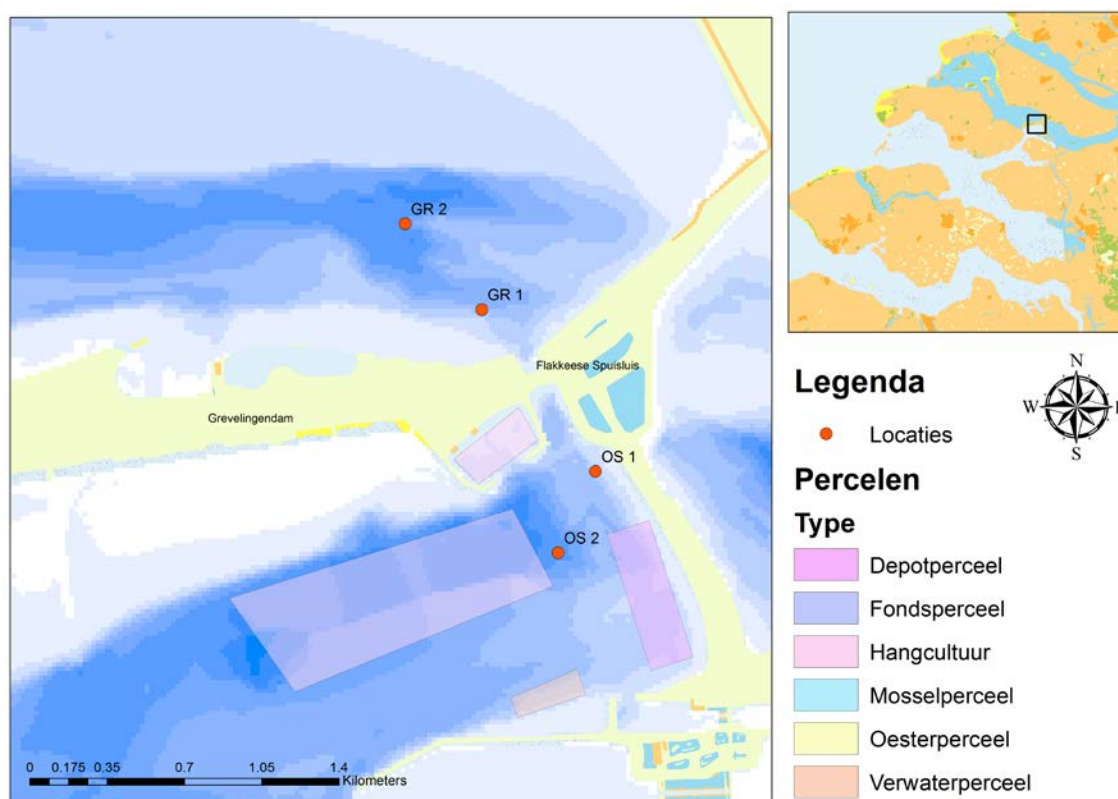 GR 2
GR 1
Flakkeese Spuisluis
Grevelingendam
OS 1
OS 2
0 0.175 0.35 0.7 1.05 1.4
Kilometers
Legenda
N
W E
S
Locaties
Percelen
Type
Depotperceel
Fondsperceel
Hangcultuur
Mosselperceel
Oesterperceel
Verwaterperceel